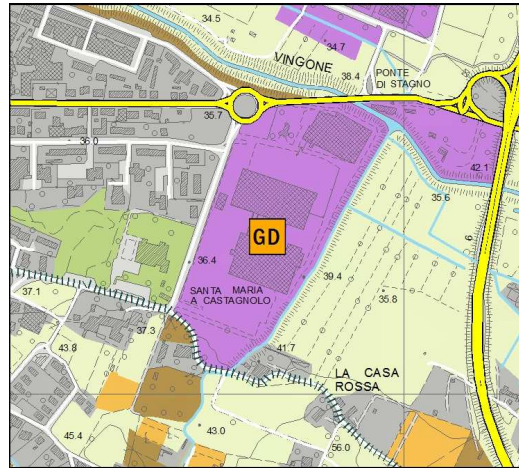 34.5
34.7
VINGONE
38.4
PONTE
DI STAGNO
35.7
36.0
42.1
35.6
9
GD
36.4
39.4
37.1
SANTA MARIA
A CASTAGNOLO
35.8
37.3
43.8
41.7
LA CASA
ROSSA
45.4
43.0
56.0